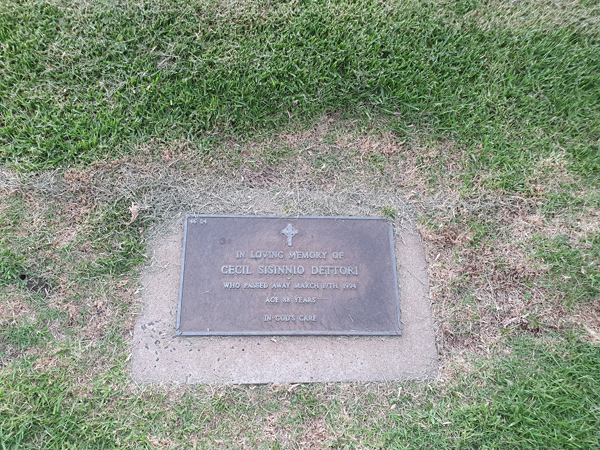 IN LOVING MEMORY OF
CECIL SISINNIO DETTORI
WHO PASSED AWAY MARCH 17TH, 1994
AGE 88 YEARS
IN GOD'S CARE